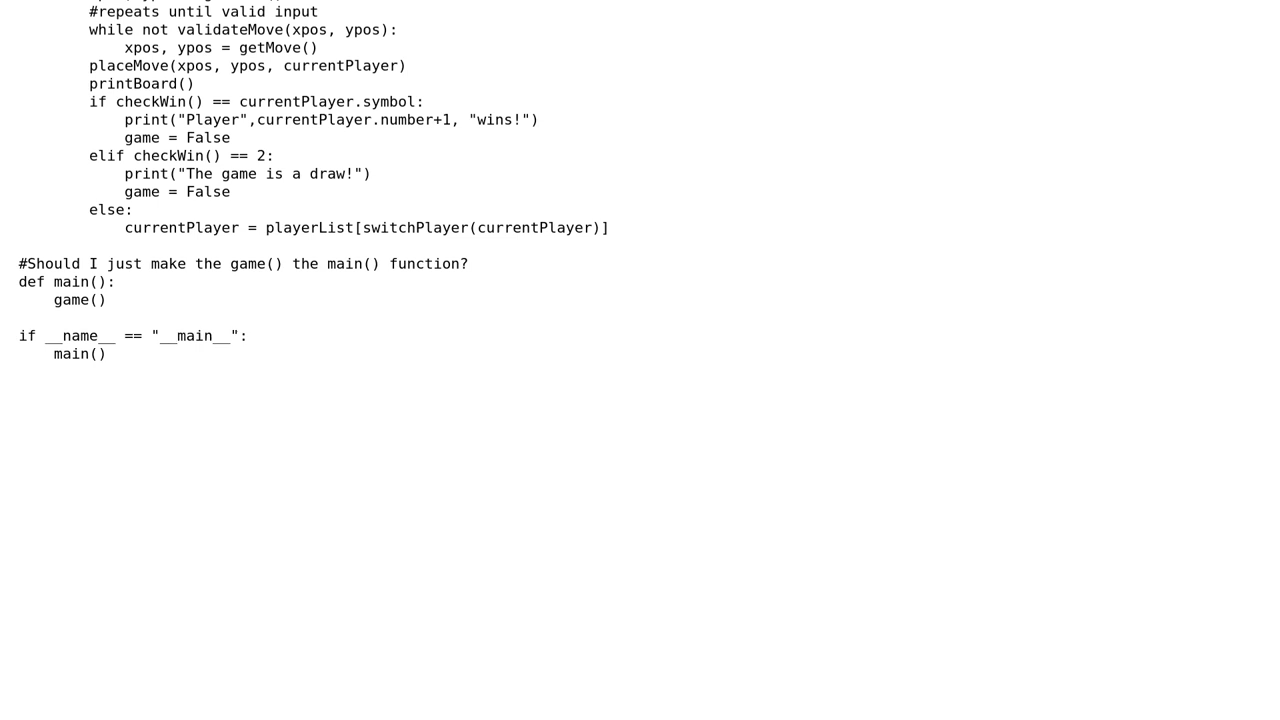 #repeats until valid input
while not validateMove(xpos, ypos):
xpos, ypos = getMove()
placeMove(xpos, ypos, currentPlayer)
printBoard()
if checkWin() == currentPlayer.symbol:
print("Player",currentPlayer.number+1, "wins!")
game = False
elif checkWin() == 2:
print("The game is a draw!")
game = False
else:
currentPlayer = playerList[switchPlayer(currentPlayer)]
#Should I just make the game() the main() function?
def main():
game()
if __name__ == "__main__":
main()